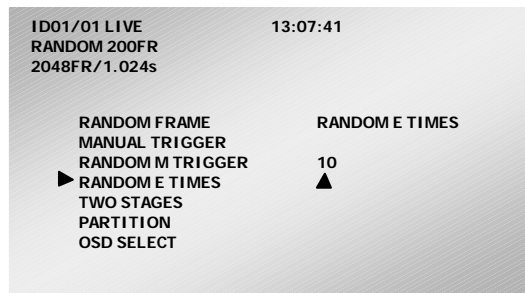 ID01/01 LIVE 13:07:41
RANDOM 200FR
2048FR/1.024s
RANDOM FRAME RANDOM E TIMES
MANUAL TRIGGER
RANDOM M TRIGGER 10
RANDOM E TIMES
TWO STAGES
PARTITION
OSD SELECT